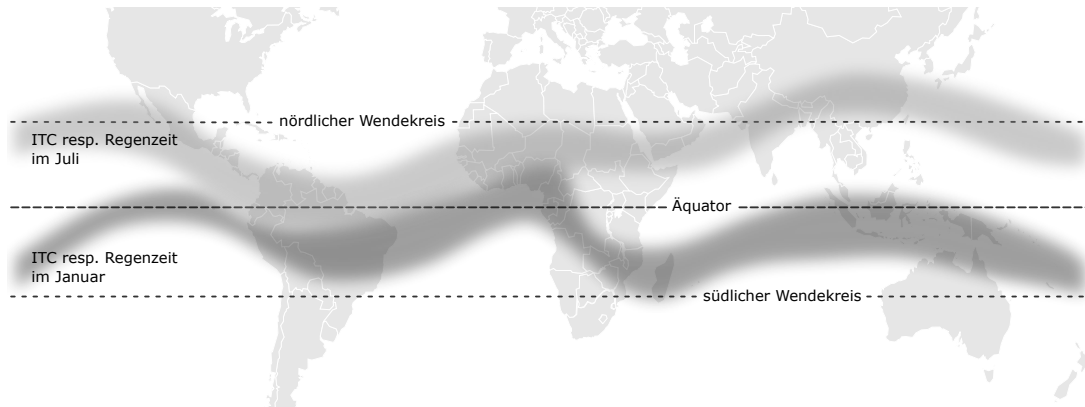 nördlicher Wendekreis
ITC resp. Regenzeit
im Juli
Äquator
ITC resp. Regenzeit
im Januar
südlicher Wendekreis